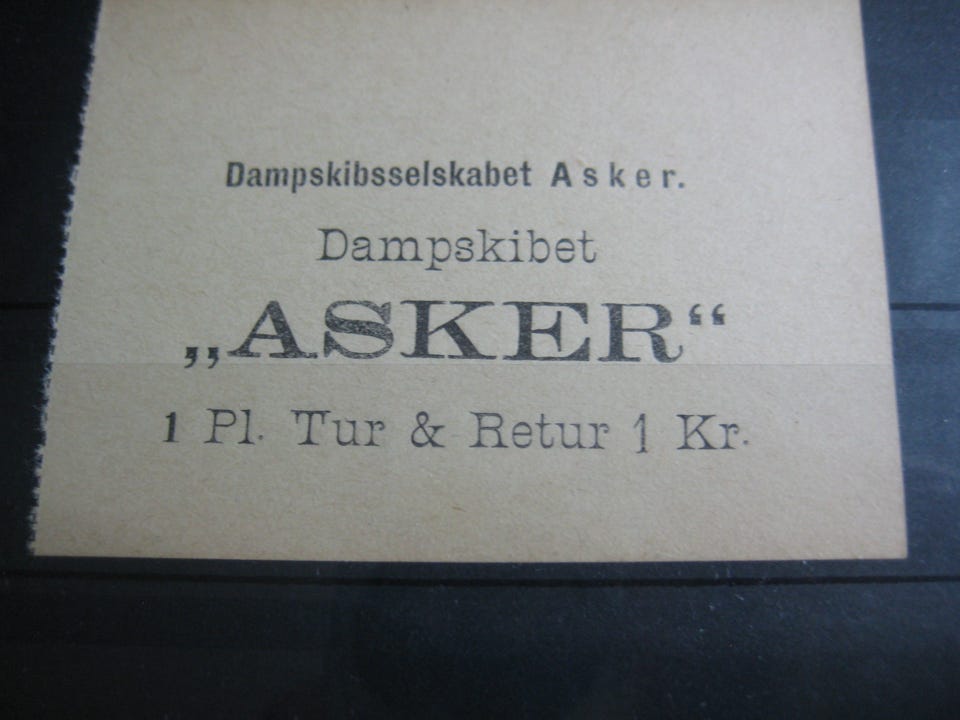 Dampskibsselskabet Asker.
Dampskibet
„ASKER“
1 Pl. Tur & Retur 1 Kr.